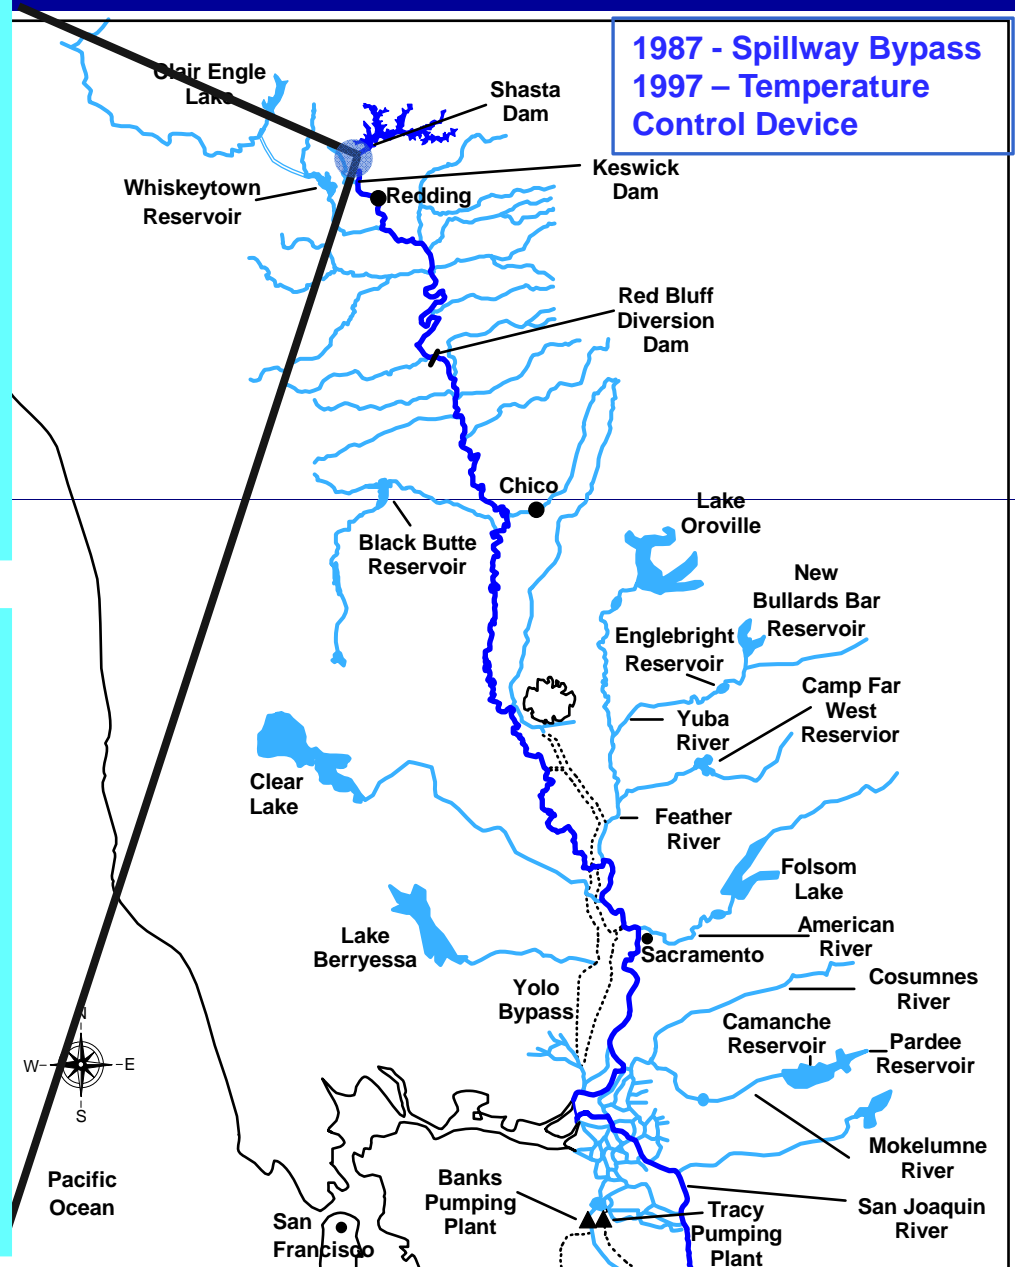 1987 - Spillway Bypass
1997 – Temperature
Control Device
Clair Engle
Lake
Shasta
Dam
Keswick
Dam
Whiskeytown
Reservoir
Redding
Red Bluff
Diversion
Dam
Chico
Lake
Oroville
Black Butte
Reservoir
New
Bullards Bar
Reservoir
Englebright
Reservoir
Camp Far
West
Reservior
Yuba
River
Clear
Lake
Feather
River
Folsom
Lake
American
River
Lake
Berryessa
Sacramento
Cosumnes
River
Yolo
Bypass
Camanche
Reservoir
Pardee
Reservoir
N
W
E
S
Mokelumne
River
Pacific
Ocean
Banks
Pumping
Plant
San Joaquin
River
Tracy
Pumping
Plant
San
Francisco